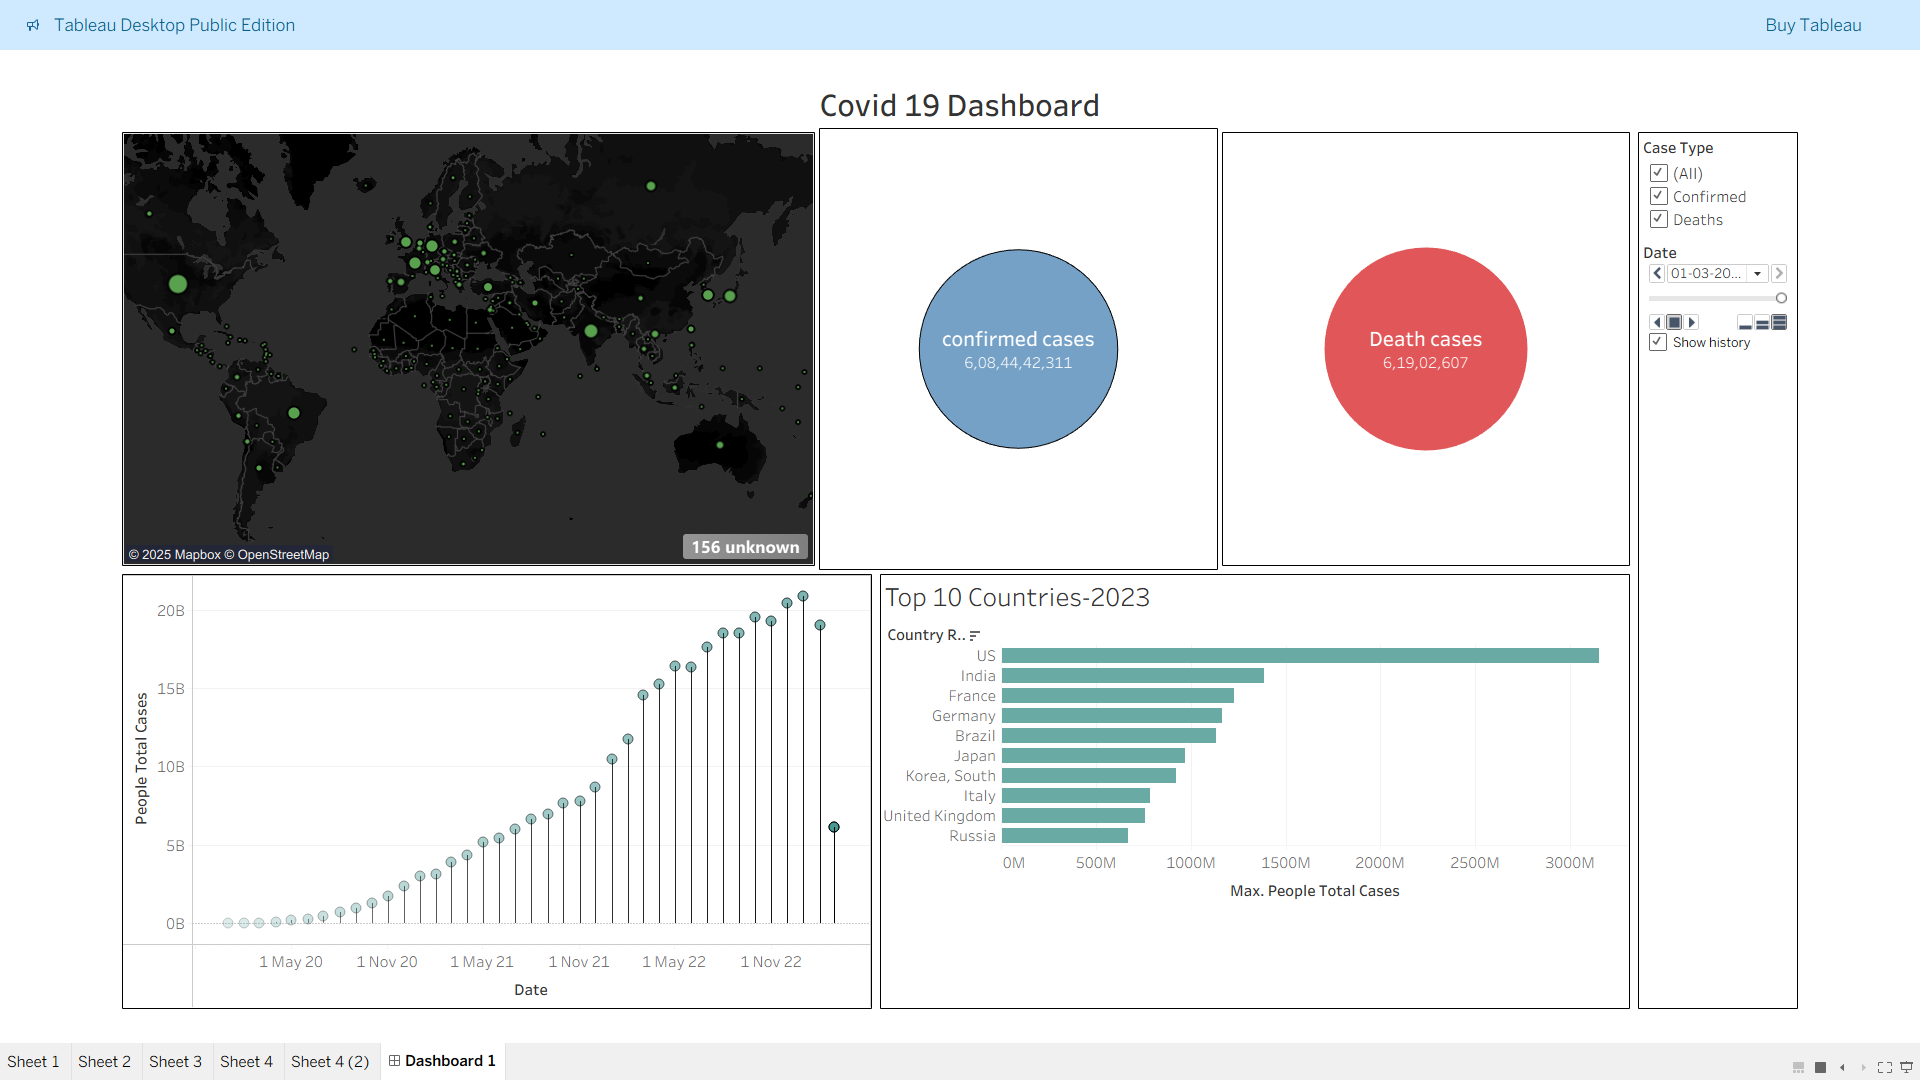 Tableau Desktop Public Edition
Buy Tableau
Covid 19 Dashboard
© 2025 Mapbox © OpenStreetMap
156 unknown
confirmed cases
6,08,44,42,311
Death cases
6,19,02,607
Case Type
(All)
Confirmed
Deaths
Date
01-03-20...
Show history
People Total Cases
20B
15B
10B
5B
0B
1 May 20
1 Nov 20
1 May 21
1 Nov 21
1 May 22
1 Nov 22
Date
Top 10 Countries-2023
Country R..
US
India
France
Germany
Brazil
Japan
Korea, South
Italy
United Kingdom
Russia
0M
500M
1000M
1500M
2000M
2500M
3000M
Max. People Total Cases
Sheet 1
Sheet 2
Sheet 3
Sheet 4
Sheet 4 (2)
Dashboard 1